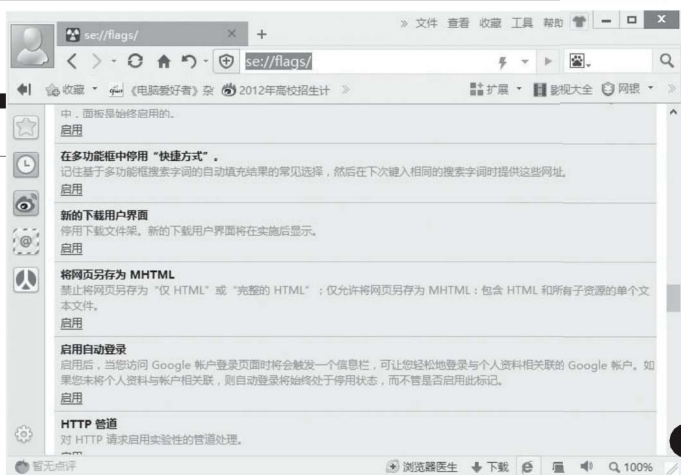 » 文件 查看 收藏 工具 帮助
se://flags/
se://flags/
收藏 《电脑爱好者》杂 2012年高校招生计 » 扩展 影视大全 网银 »
中，面板是始终启用的。
启用
在多功能框中停用“快捷方式”。
记住基于多功能框搜索字词的自动填充结果的常见选择，然后在下次键入相同的搜索字词时提供这些网址。
启用
新的下载用户界面
停用下载文件架。新的下载用户界面将在实施后显示。
启用
将网页另存为 MHTML
禁止将网页另存为“仅 HTML”或“完整的 HTML”；仅允许将网页另存为 MHTML：包含 HTML 和所有子资源的单个文
本文件。
启用
启用自动登录
启用后，当您访问 Google 帐户登录页面时将会触发一个信息栏，可让您轻松地登录与个人资料相关联的 Google 帐户。如
果您未将个人资料与帐户相关联，则自动登录将始终处于停用状态，而不管是否启用此标记。
启用
HTTP 管道
对 HTTP 请求启用实验性的管道处理。
暂无点评 浏览器医生 下载 100%